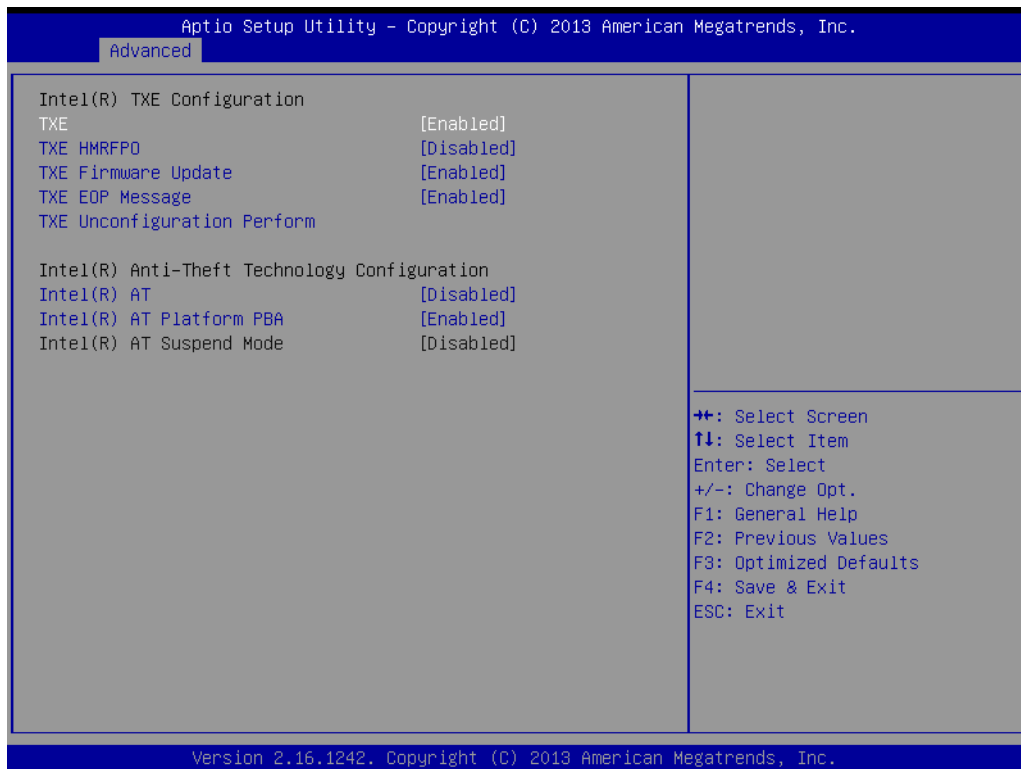 Aptio Setup Utility – Copyright (C) 2013 American Megatrends, Inc.
Advanced
Intel(R) TXE Configuration
TXE [Enabled]
TXE HMRFPO [Disabled]
TXE Firmware Update [Enabled]
TXE EOP Message [Enabled]
TXE Unconfiguration Perform
Intel(R) Anti-Theft Technology Configuration
Intel(R) AT [Disabled]
Intel(R) AT Platform PBA [Enabled]
Intel(R) AT Suspend Mode [Disabled]
→←: Select Screen
↑↓: Select Item
Enter: Select
+/-: Change Opt.
F1: General Help
F2: Previous Values
F3: Optimized Defaults
F4: Save & Exit
ESC: Exit
Version 2.16.1242. Copyright (C) 2013 American Megatrends, Inc.